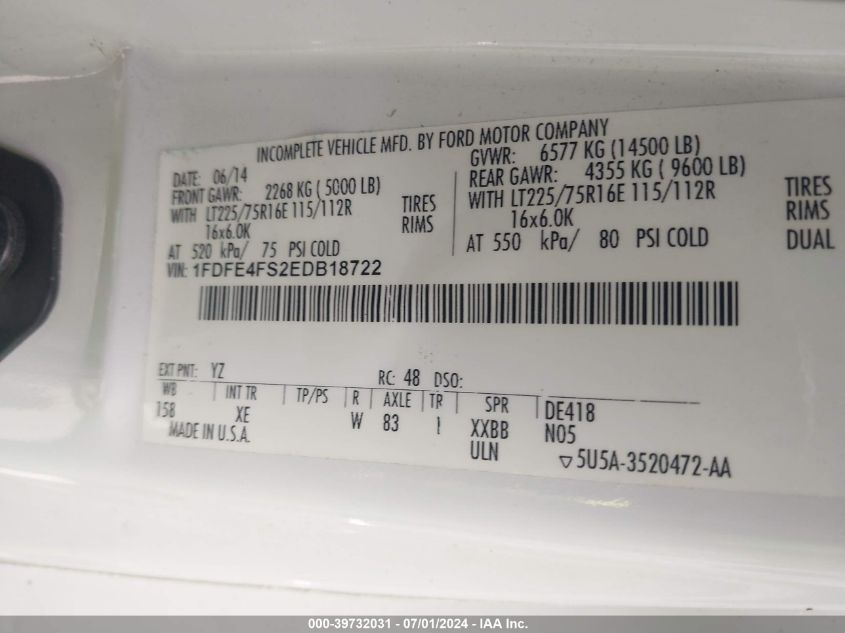 INCOMPLETE VEHICLE MFD. BY FORD MOTOR COMPANY
DATE: 06/14 GVWR: 6577 KG (14500 LB)
FRONT GAWR: 2268 KG ( 5000 LB) REAR GAWR: 4355 KG ( 9600 LB)
WITH LT225/75R16E 115/112R TIRES WITH LT225/75R16E 115/112R TIRES
16x6.0K RIMS 16x6.0K RIMS
AT 520 kPa/ 75 PSI COLD AT 550 kPa/ 80 PSI COLD DUAL
VIN: 1FDFE4FS2EDB18722
EXT PNT: YZ RC: 48 DSO:
WB INT TR TP/PS R AXLE TR SPR DE418
158 XE W 83 1 XXBB N05
MADE IN U.S.A. ULN ▽5U5A-3520472-AA
000-39732031 - 07/01/2024 - IAA Inc.